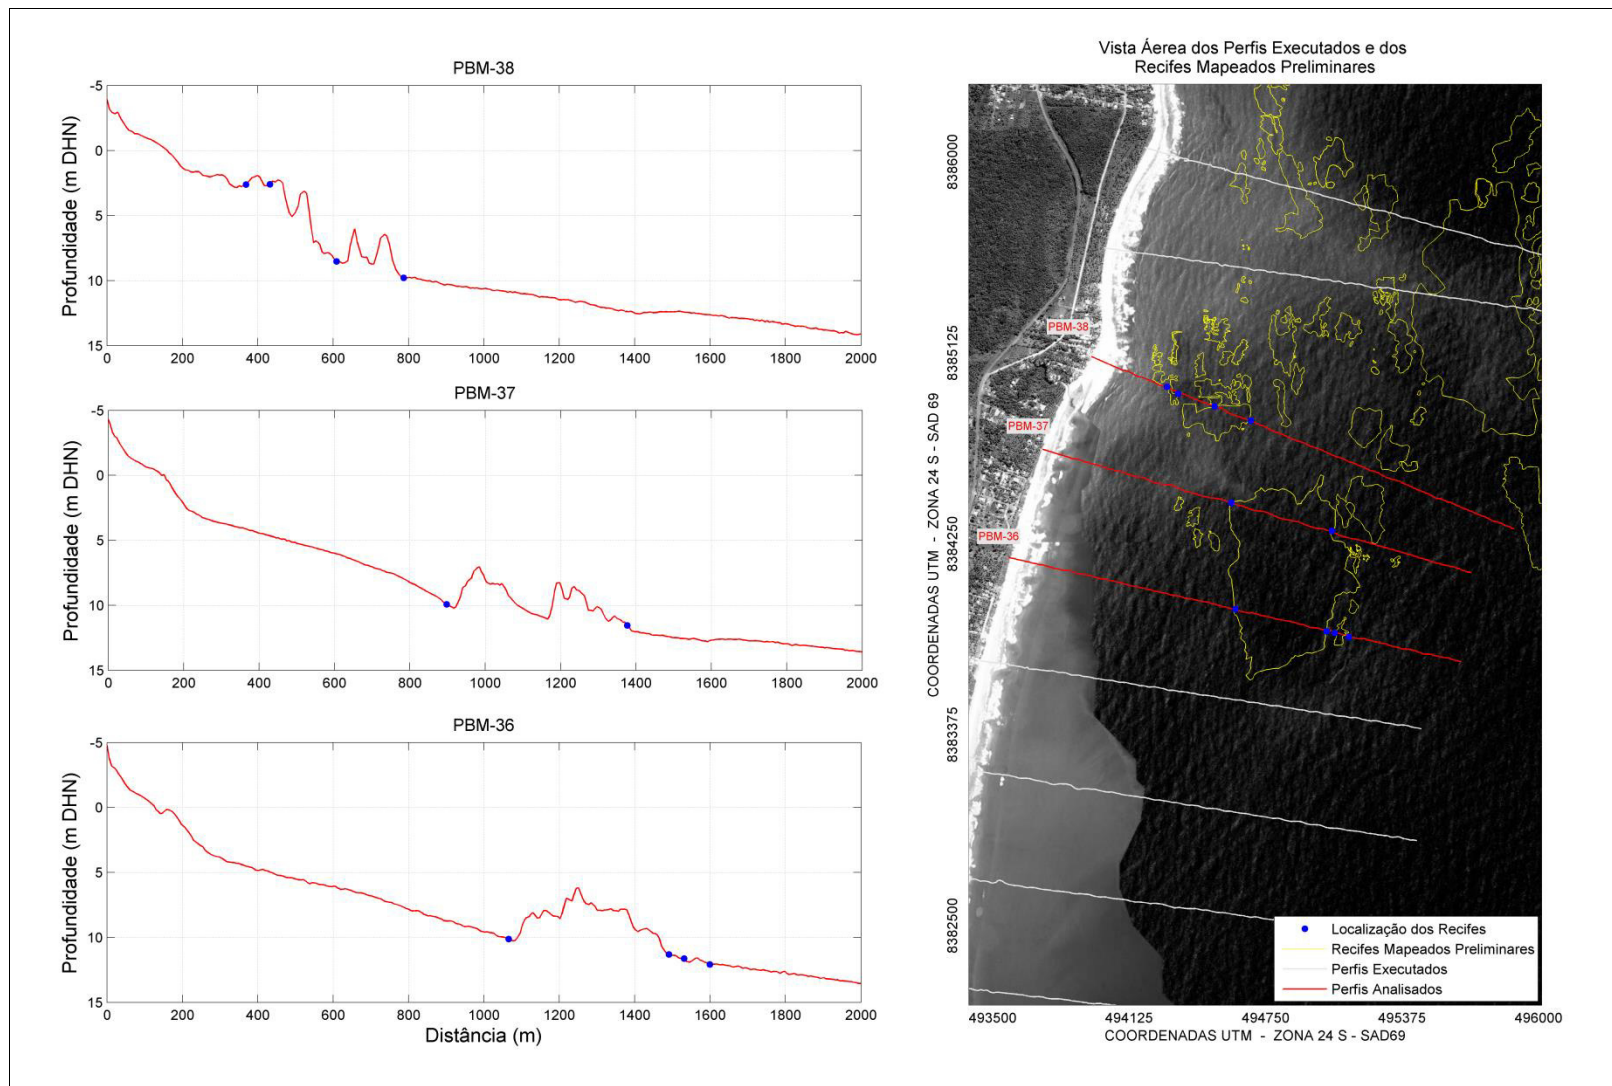 PBM-38
Profundidade (m DHN)
-5
0
5
10
15
0 200 400 600 800 1000 1200 1400 1600 1800 2000
PBM-37
Profundidade (m DHN)
-5
0
5
10
15
0 200 400 600 800 1000 1200 1400 1600 1800 2000
PBM-36
Profundidade (m DHN)
-5
0
5
10
15
0 200 400 600 800 1000 1200 1400 1600 1800 2000
Distância (m)
Vista Áerea dos Perfis Executados e dos
Recifes Mapeados Preliminares
COORDENADAS UTM - ZONA 24 S - SAD 69
8386000
8385125
8384250
8383375
8382500
PBM-38
PBM-37
PBM-36
Localização dos Recifes
Recifes Mapeados Preliminares
Perfis Executados
Perfis Analisados
493500 494125 494750 495375 496000
COORDENADAS UTM - ZONA 24 S - SAD69